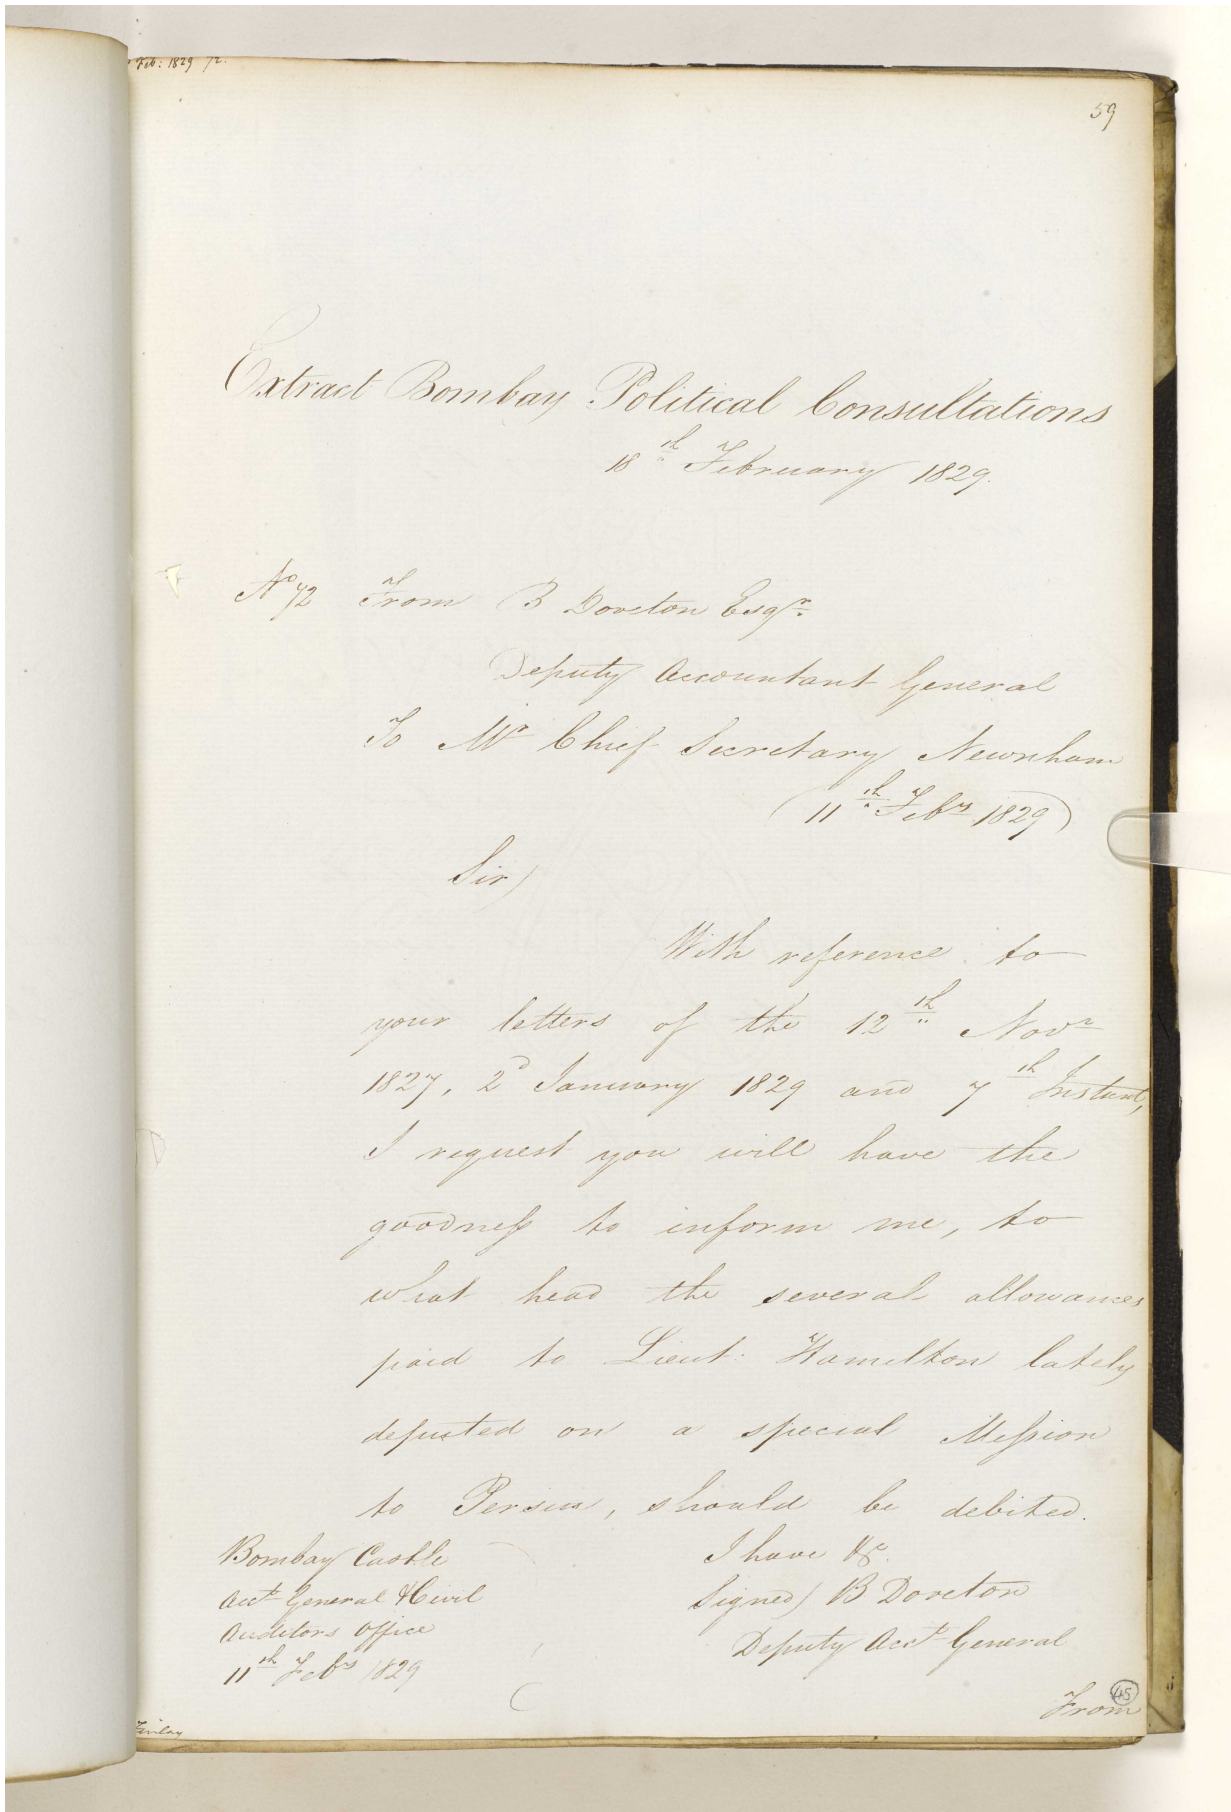 Feb: 1829 72.
59
Extract Bombay Political Consultations
18th February 1829.
No 72 From B Doveton Esqr.
Deputy Accountant General
To Mr Chief Secretary Newnham
(11th Feby 1829)
Sir)
With reference to
your letters of the 12th Novr
1827, 2d January 1829 and 7th Instant,
I request you will have the
goodneſs to inform me, to
what head the several allowances
paid to Lieut: Hamelton lately
deputed on a special Miſsion
to Persia, should be debited.
I have &c.
Signed) B Doveton
Deputy Acct General
Bombay Castle
Acct General & Civil
Auditors Office
11th Feby 1829
45
From
Finlay